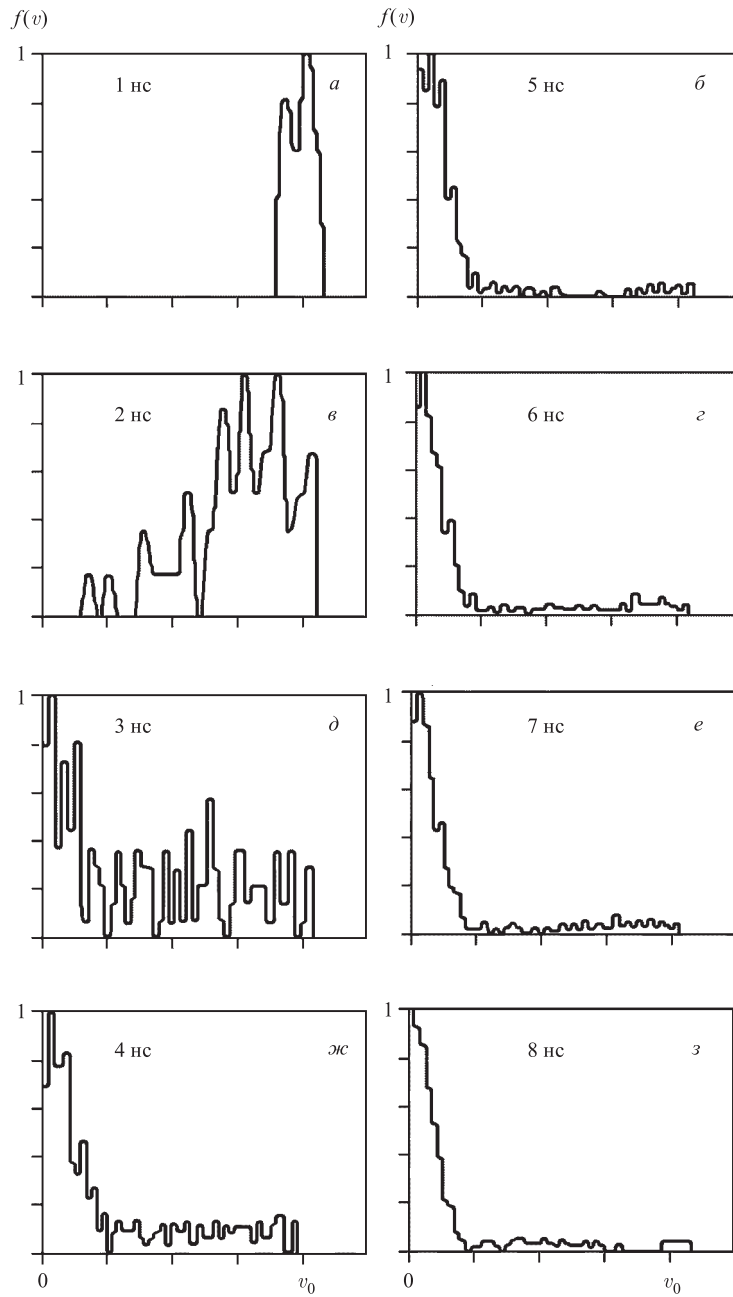 f(v) f(v)
1 1 нс а 1 5 нс б
1 2 нс в 1 6 нс г
1 3 нс д 1 7 нс е
1 4 нс ж 1 8 нс з
0 v₀ 0 v₀